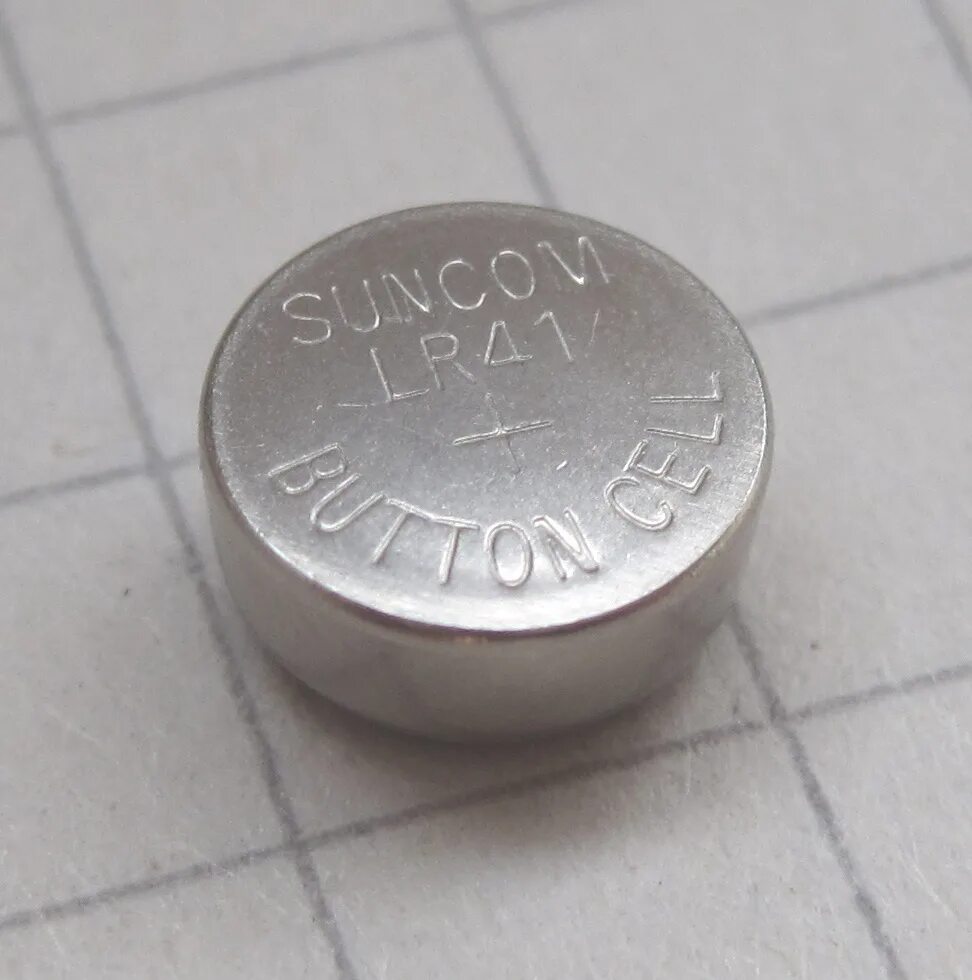 SUNCOM
LR41
+
BUTTON CELL